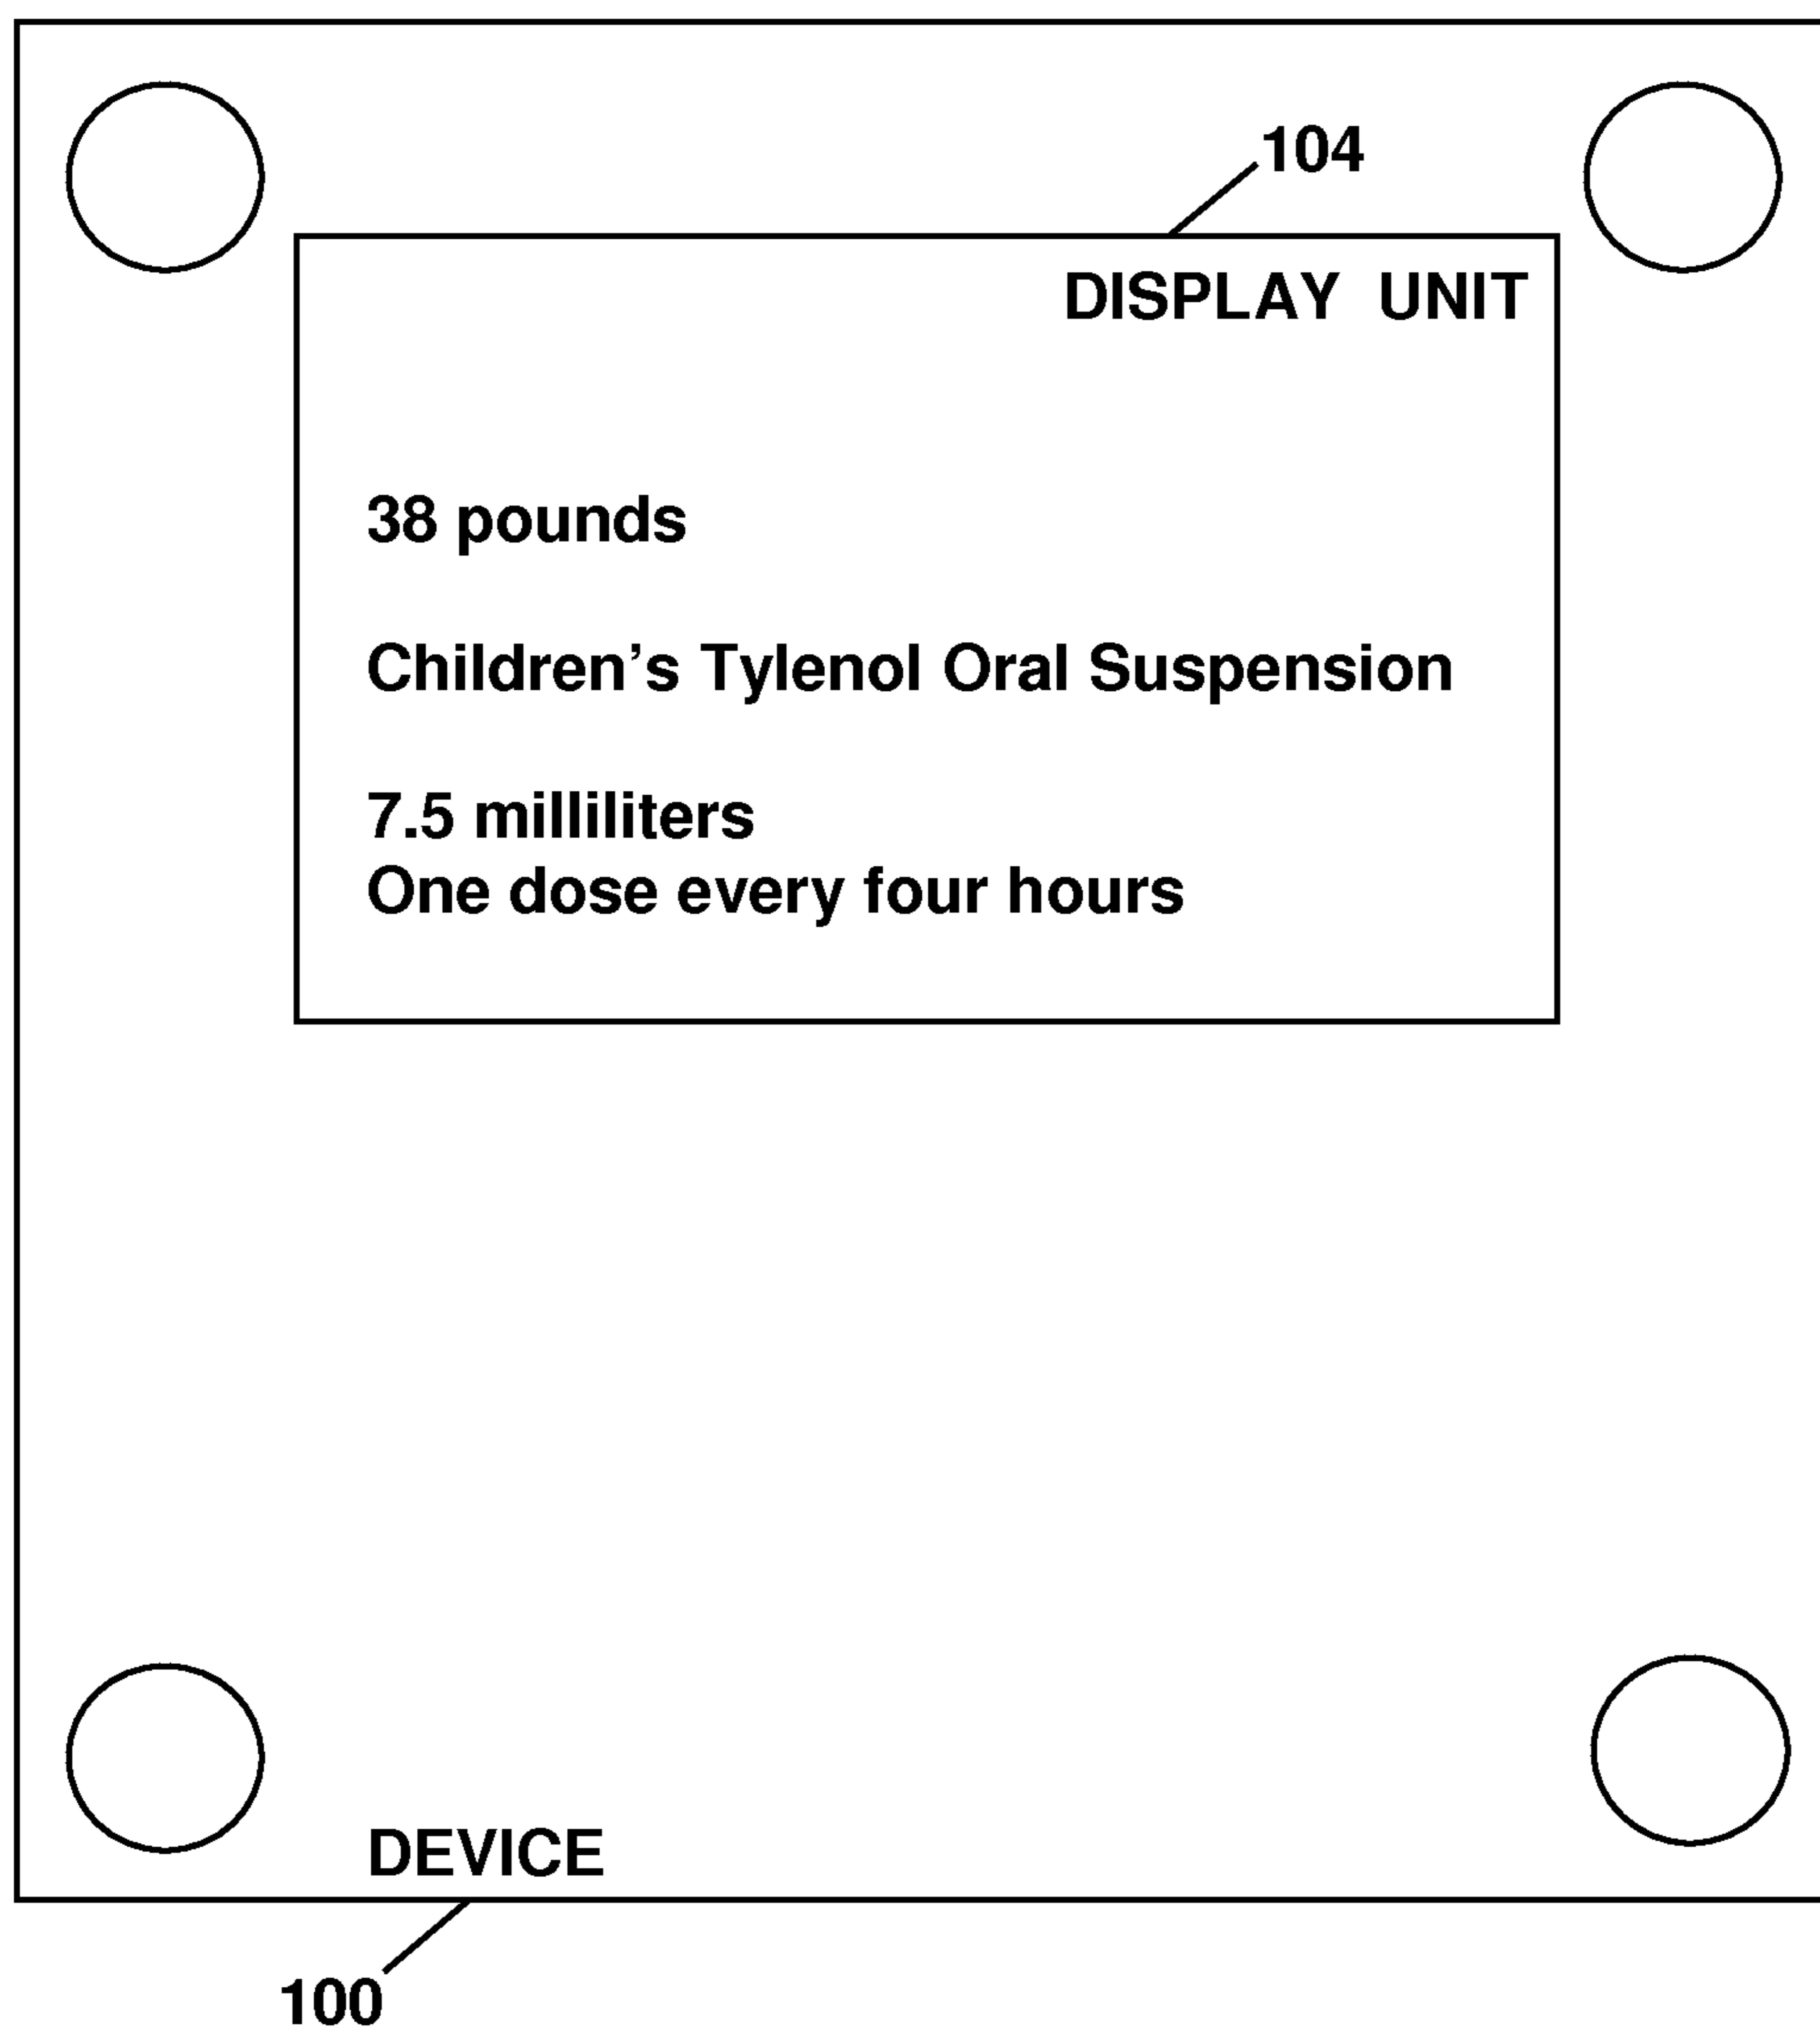 104
DISPLAY UNIT
38 pounds
Children's Tylenol Oral Suspension
7.5 milliliters
One dose every four hours
DEVICE
100